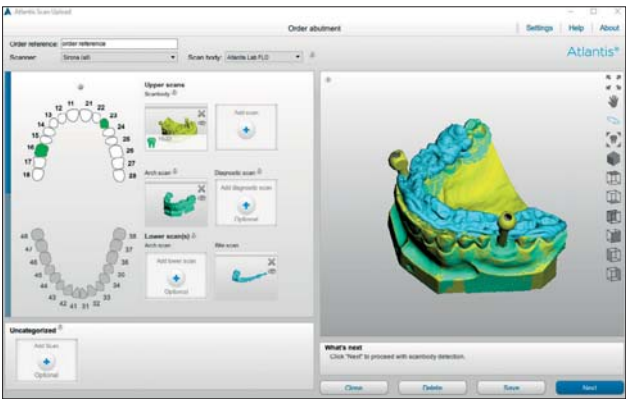 Atlantis Scan Upload
Order abutment
Settings
Help
About
Order reference: order reference
Scanner: Sirona (all)
Scan body: Atlantis Lab FLO
Atlantis®
Upper scans
Scanbody
Add scan
Arch scan
Diagnostic scan
Add diagnostic scan
Optional
Lower scan(s)
Arch scan
Bite scan
Add lower scan
Optional
18 17 16 15 14 13 12 11 21 22 23 24 25 26 27 28
48 47 46 45 44 43 42 41 31 32 33 34 35 36 37 38
Uncategorized
Add Scan
Optional
What's next
Click "Next" to proceed with scanbody detection.
Close
Delete
Save
Next